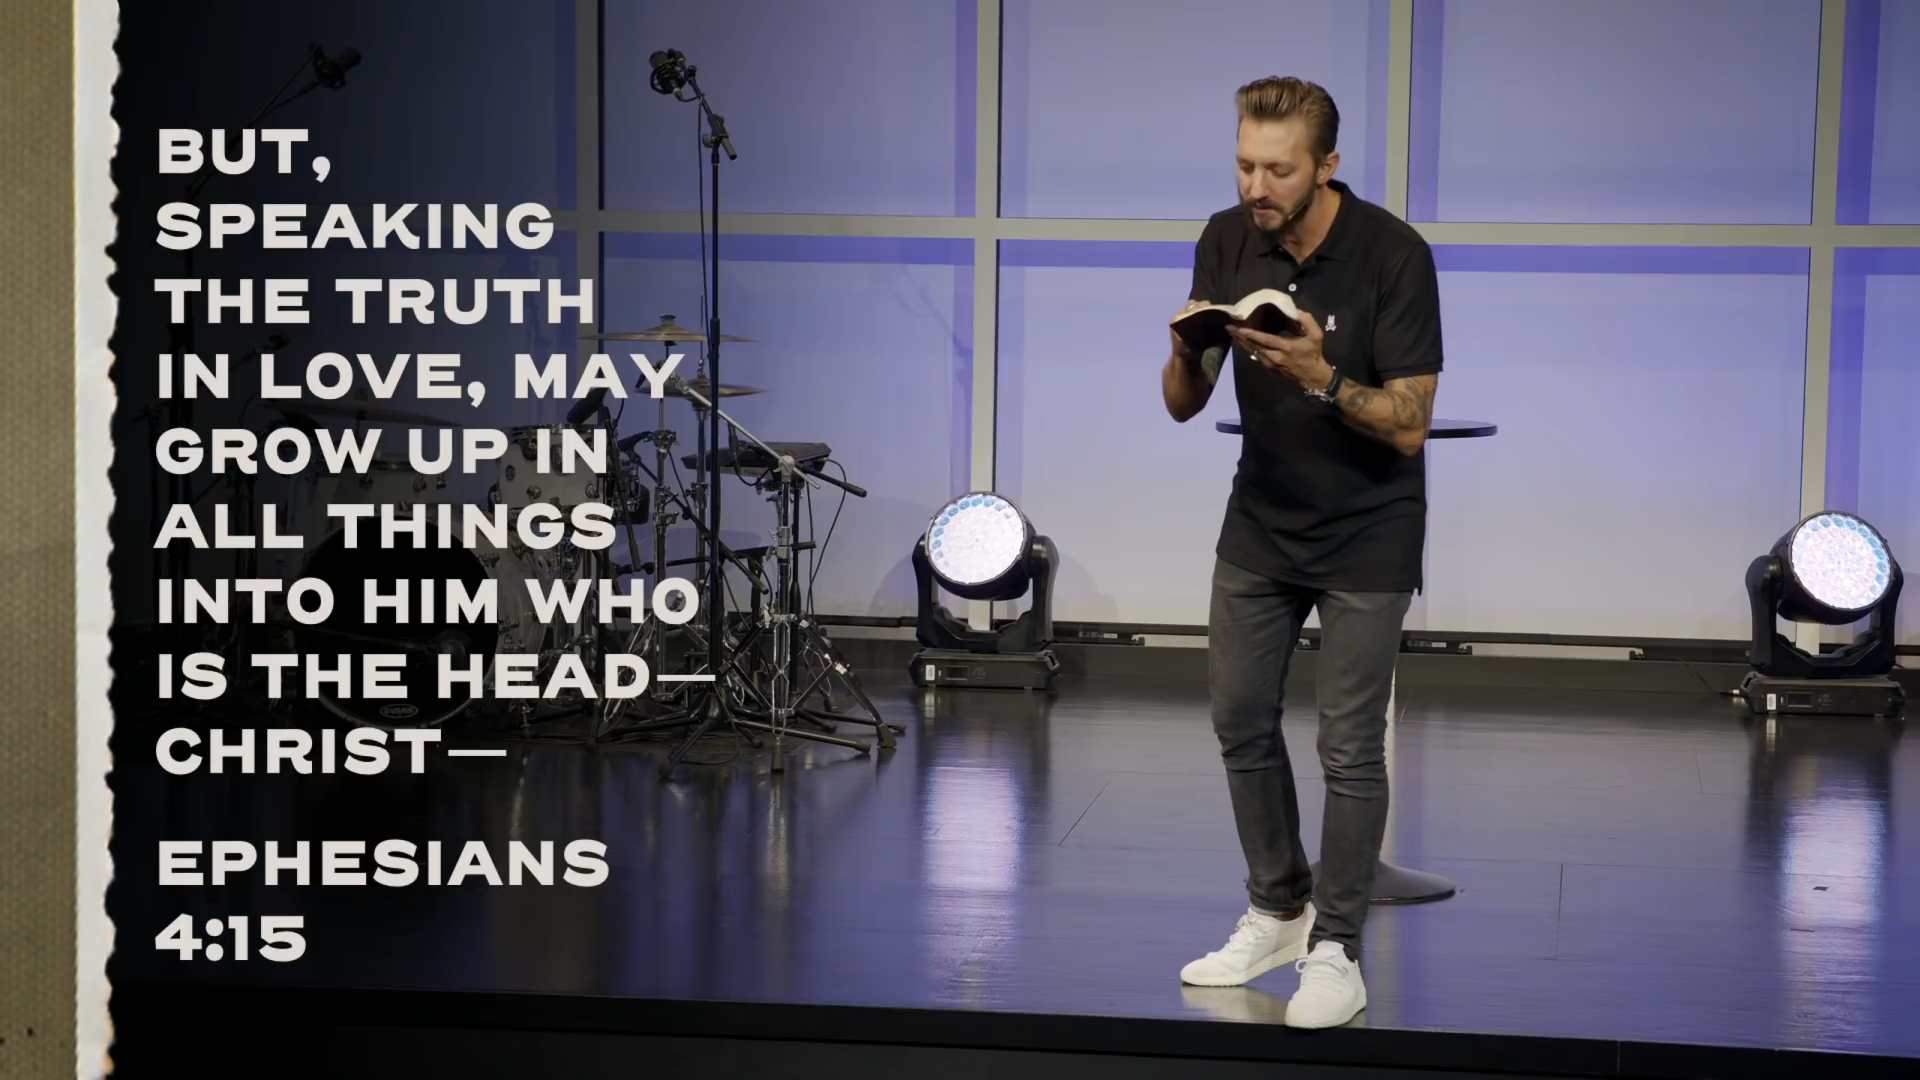 BUT,
SPEAKING
THE TRUTH
IN LOVE, MAY
GROW UP IN
ALL THINGS
INTO HIM WHO
IS THE HEAD—
CHRIST—
EPHESIANS
4:15
EVANS